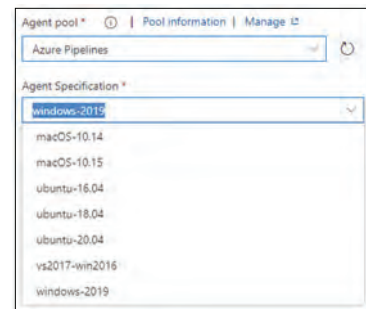 Agent pool * | Pool information | Manage
Azure Pipelines
Agent Specification *
windows-2019
macOS-10.14
macOS-10.15
ubuntu-16.04
ubuntu-18.04
ubuntu-20.04
vs2017-win2016
windows-2019